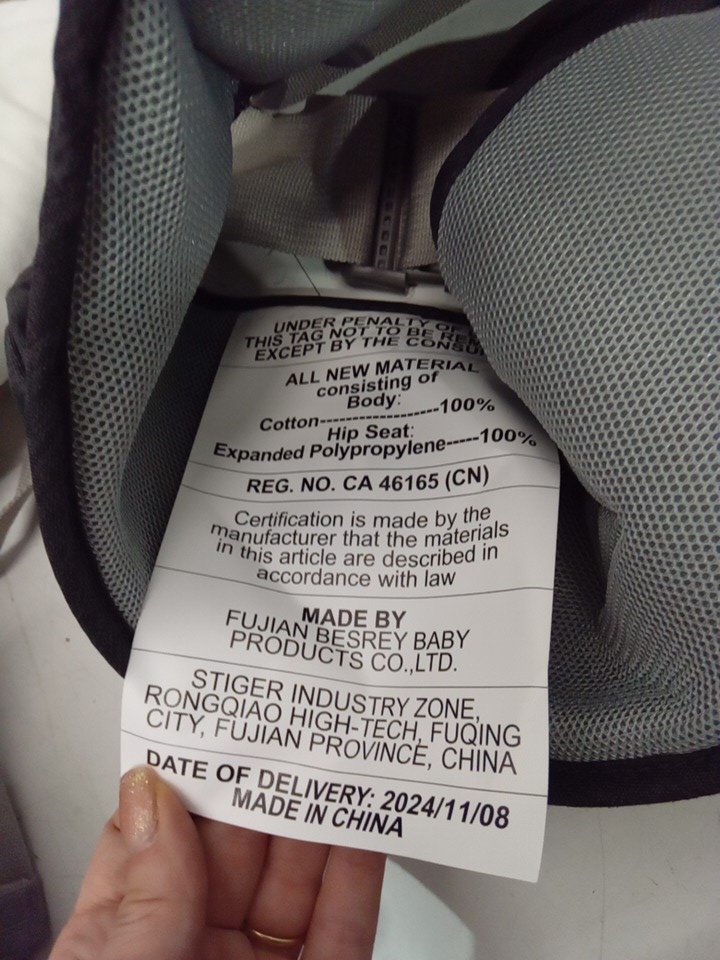 UNDER PENALTY OF
THIS TAG NOT TO BE
EXCEPT BY THE
ALL NEW MATERIAL
consisting of
Body:
Cotton-------------------100%
Hip Seat:
Expanded Polypropylene-----100%
REG. NO. CA 46165 (CN)
Certification is made by the
manufacturer that the materials
in this article are described in
accordance with law
MADE BY
FUJIAN BESREY BABY
PRODUCTS CO.,LTD.
STIGER INDUSTRY ZONE,
RONGQIAO HIGH-TECH, FUQING
CITY, FUJIAN PROVINCE, CHINA
DATE OF DELIVERY: 2024/11/08
MADE IN CHINA